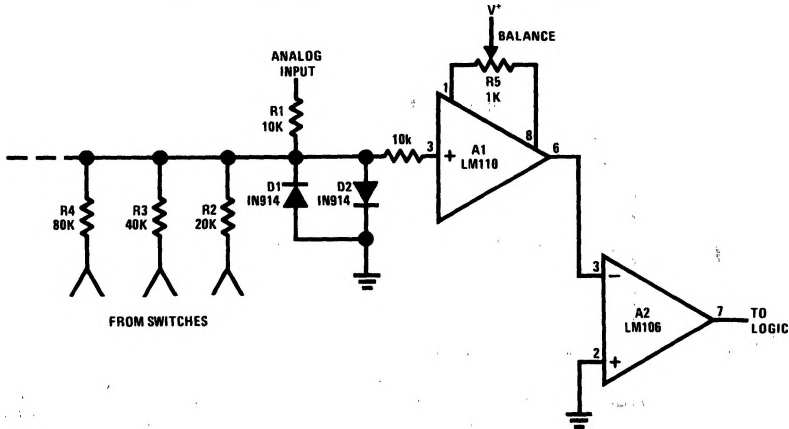 V+
BALANCE
ANALOG
INPUT
R1
10K
R5
1K
1
8
10k
3
+
A1
LM110
6
R4
80K
R3
40K
R2
20K
D1
IN914
D2
IN914
FROM SWITCHES
3
−
A2
LM106
7
TO
LOGIC
2
+